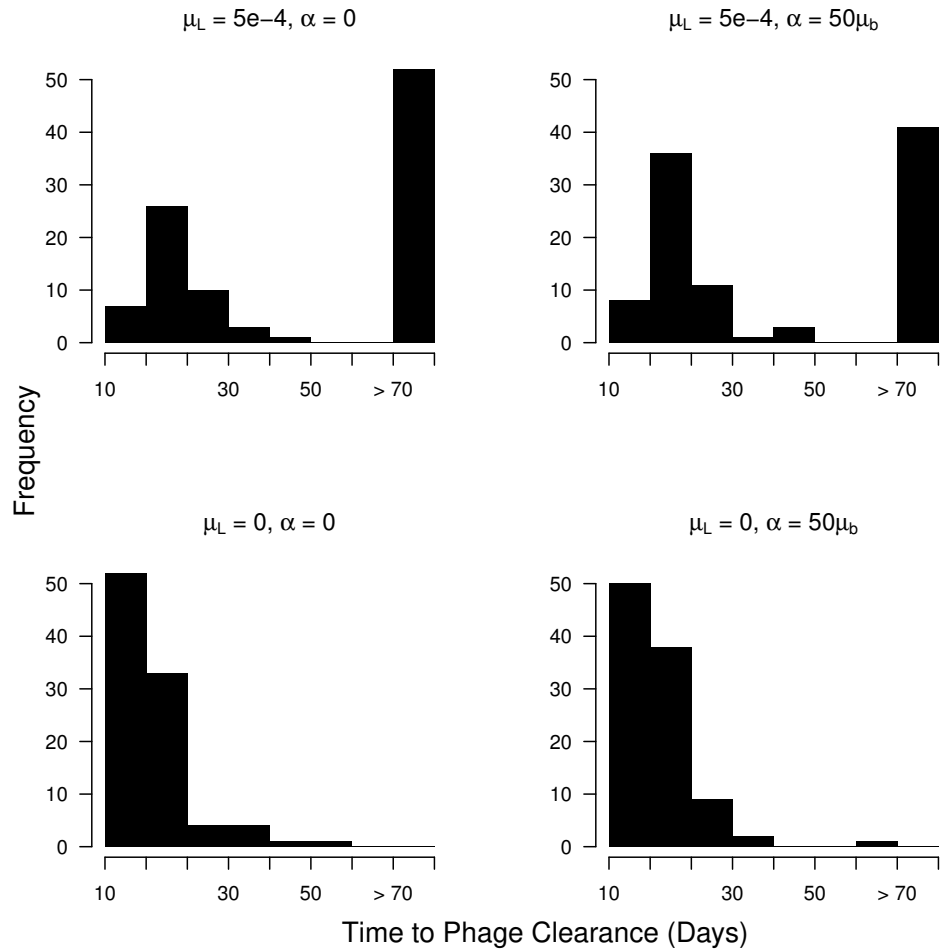 μL = 5e−4, α = 0
μL = 5e−4, α = 50μb
50
40
30
20
10
0
10 30 50 > 70
50
40
30
20
10
0
10 30 50 > 70
Frequency
μL = 0, α = 0
μL = 0, α = 50μb
50
40
30
20
10
0
10 30 50 > 70
50
40
30
20
10
0
10 30 50 > 70
Time to Phage Clearance (Days)